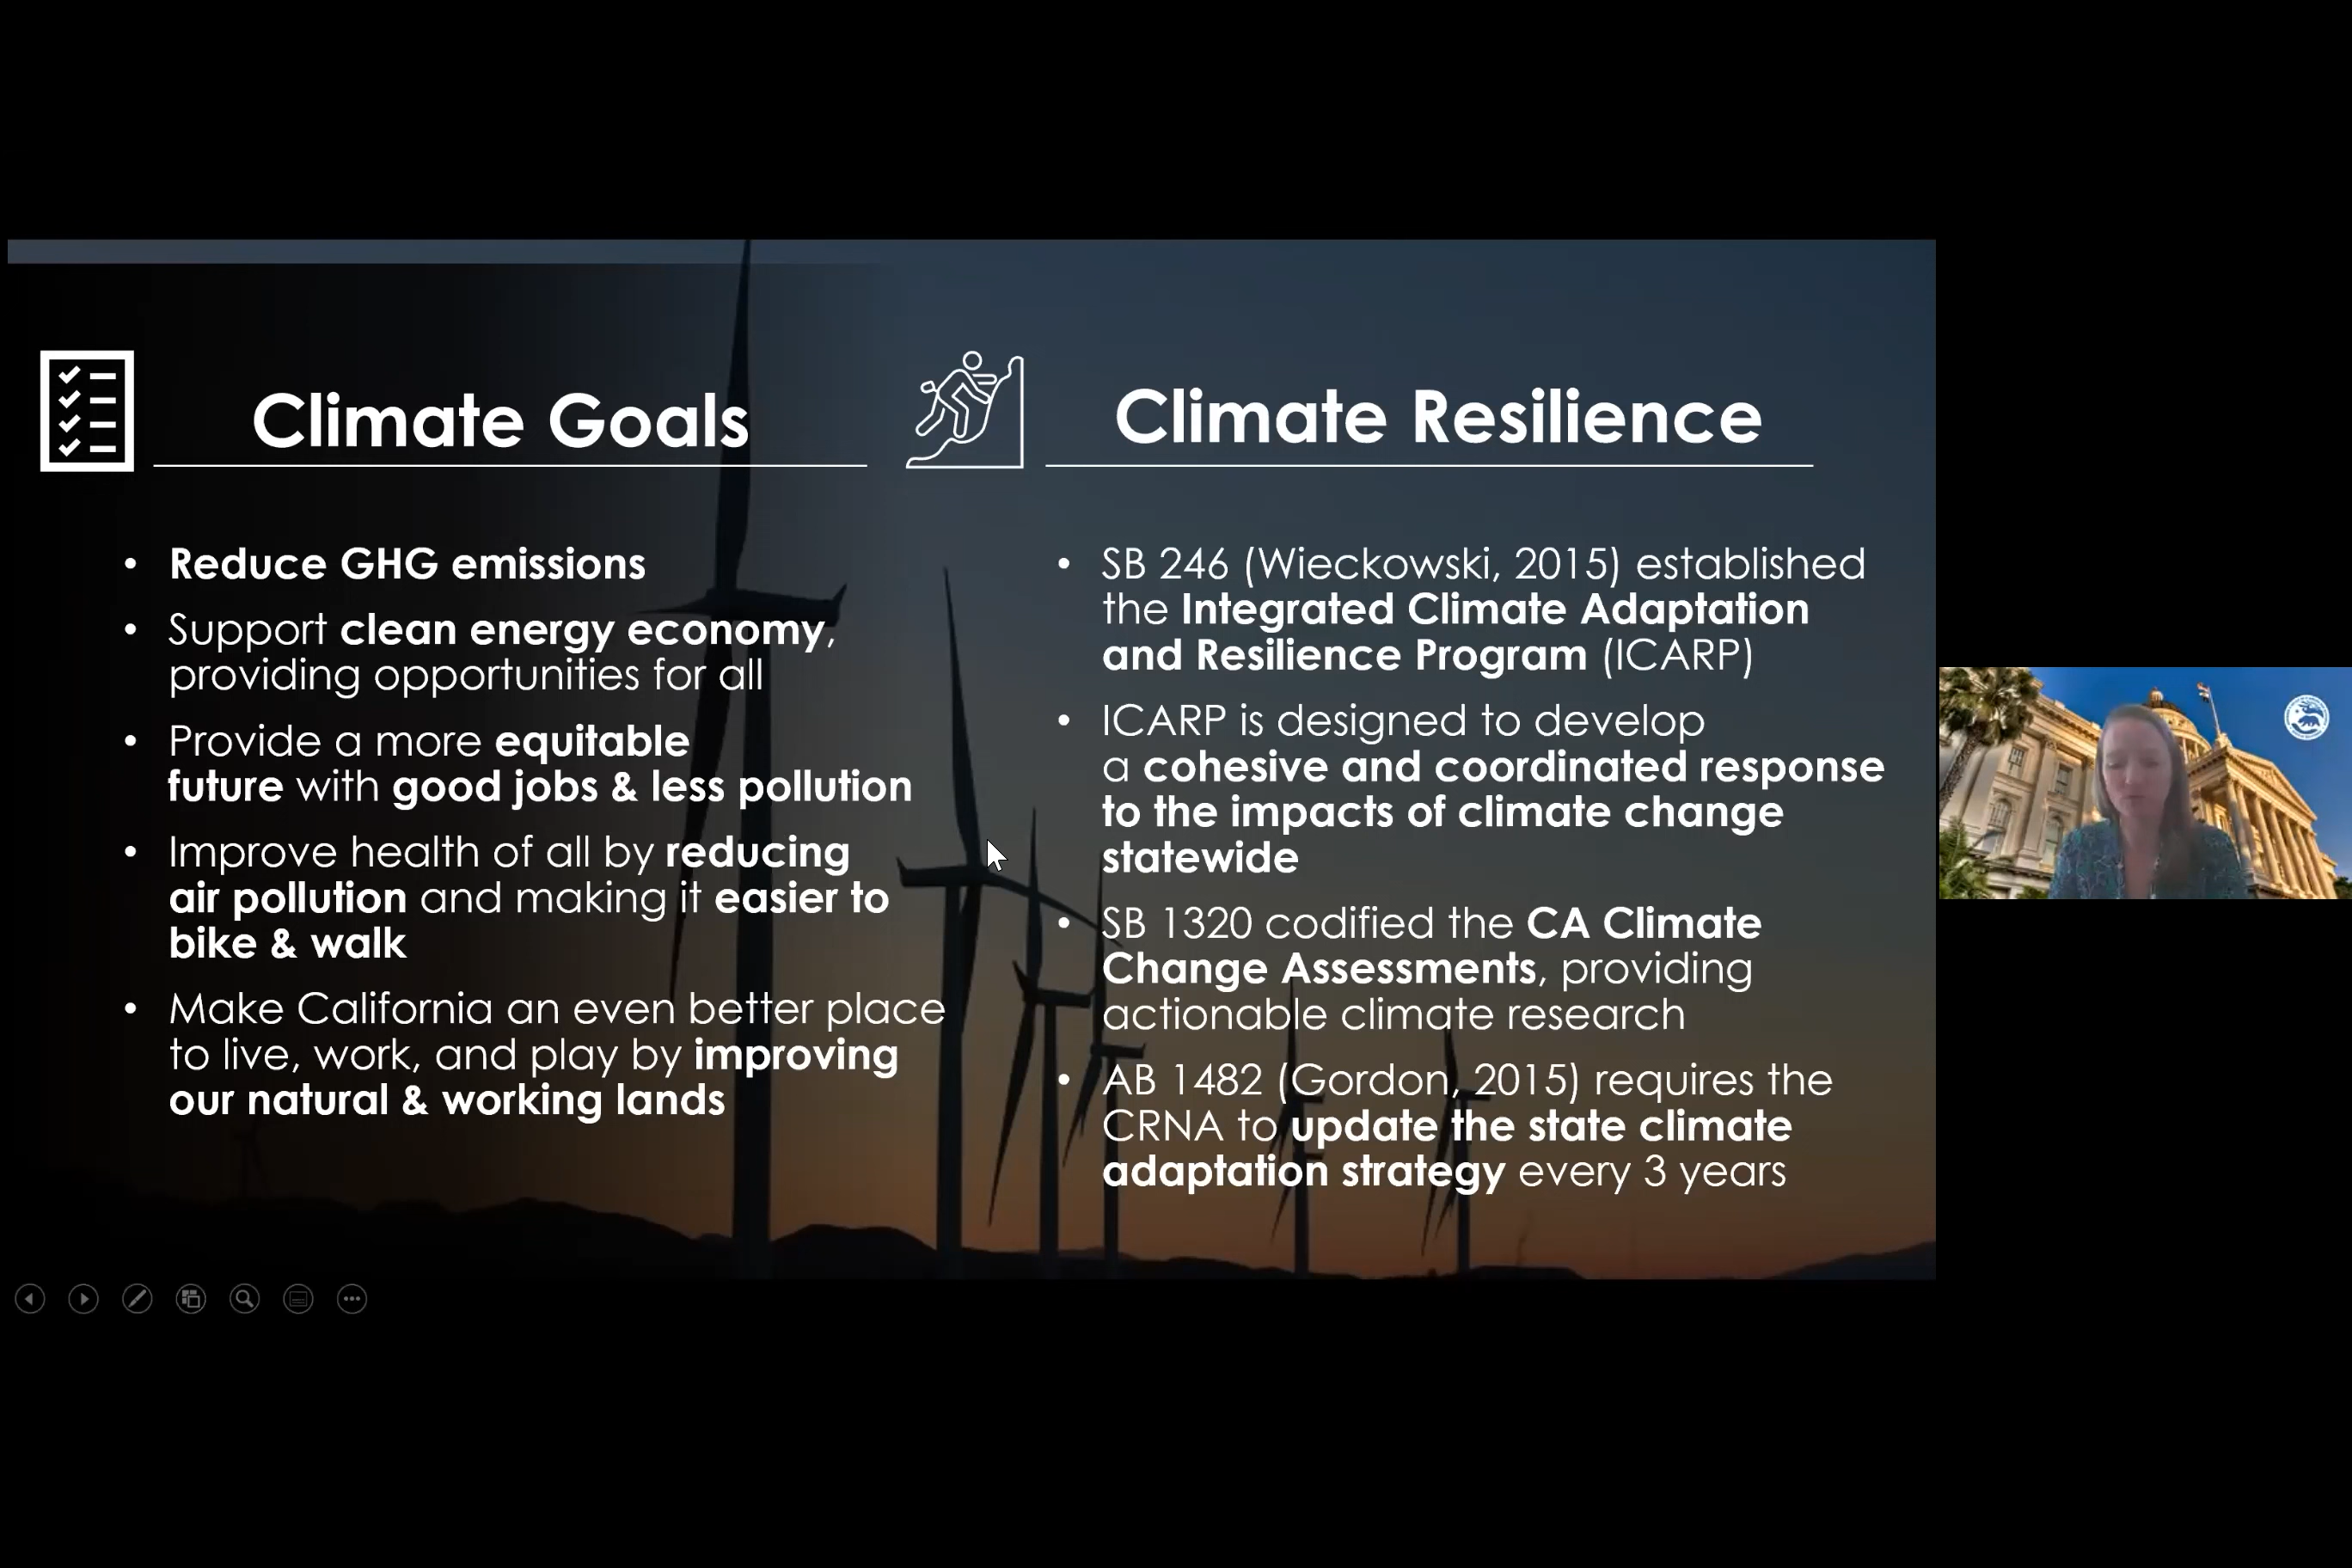 Climate Goals
• Reduce GHG emissions
• Support clean energy economy,
providing opportunities for all
• Provide a more equitable
future with good jobs & less pollution
• Improve health of all by reducing
air pollution and making it easier to
bike & walk
• Make California an even better place
to live, work, and play by improving
our natural & working lands
Climate Resilience
• SB 246 (Wieckowski, 2015) established
the Integrated Climate Adaptation
and Resilience Program (ICARP)
• ICARP is designed to develop
a cohesive and coordinated response
to the impacts of climate change
statewide
• SB 1320 codified the CA Climate
Change Assessments, providing
actionable climate research
• AB 1482 (Gordon, 2015) requires the
CRNA to update the state climate
adaptation strategy every 3 years